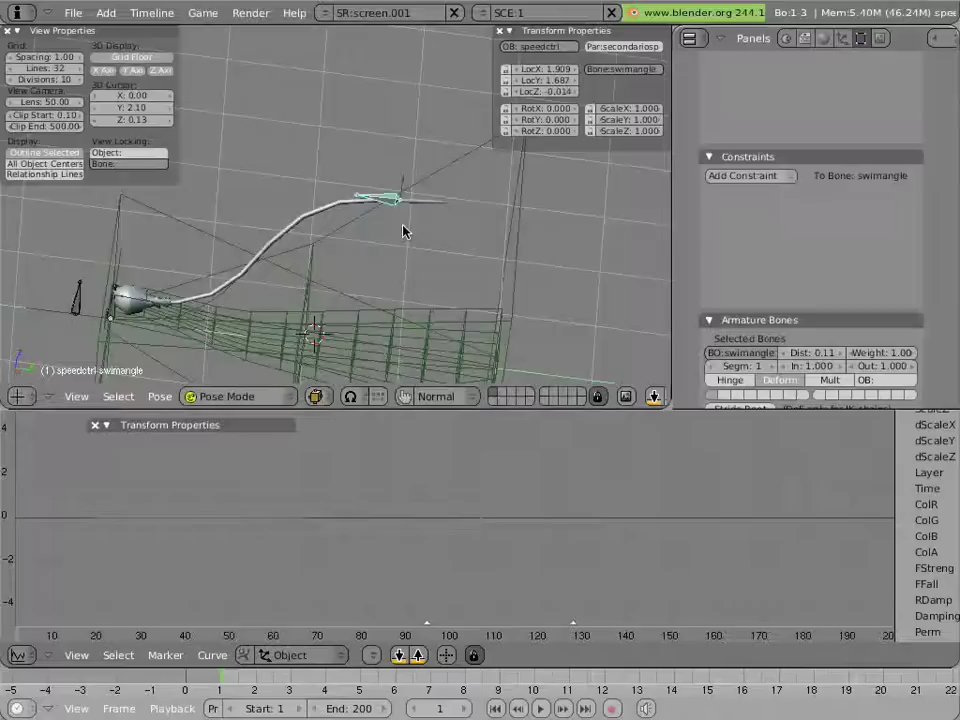 File Add Timeline Game Render Help SR:screen.001 SCE:1 www.blender.org 244.1 Bo:1-3 | Mem:5.40M (46.24M) spee
View Properties
Grid:
Spacing: 1.00
Lines: 32
Divisions: 10
View Camera:
Lens: 50.00
Clip Start: 0.10
Clip End: 500.00
Display:
Outline Selected
All Object Centers
Relationship Lines
3D Display:
Grid Floor
X Axi Y Axi Z Axi
3D Cursor:
X: 0.00
Y: 2.10
Z: 0.13
View Locking:
Object:
Bone:
Transform Properties
OB: speedctrl Par:secondariosp
LocX: 1.909 Bone:swimangle
LocY: 1.687
LocZ: -0.014
RotX: 0.000 ScaleX: 1.000
RotY: 0.000 ScaleY: 1.000
RotZ: 0.000 ScaleZ: 1.000
Panels
Constraints
Add Constraint To Bone: swimangle
Armature Bones
Selected Bones
BO:swimangle Dist: 0.11 Weight: 1.00
Segm: 1 In: 1.000 Out: 1.000
Hinge Deform Mult OB:
(1) speedctrl swimangle
View Select Pose Pose Mode Normal
Transform Properties
4
2
0
-2
-4
dScaleX
dScaleY
dScaleZ
Layer
Time
ColR
ColG
ColB
ColA
FStreng
FFall
RDamp
Damping
Perm
10 20 30 40 50 60 70 80 90 100 110 120 130 140 150 160 170 180 190 20
View Select Marker Curve Object
-5 -4 -3 -2 -1 0 1 2 3 4 5 6 7 8 9 10 11 12 13 14 15 16 17 18 19 20 21 22
View Frame Playback Pr Start: 1 End: 200 1